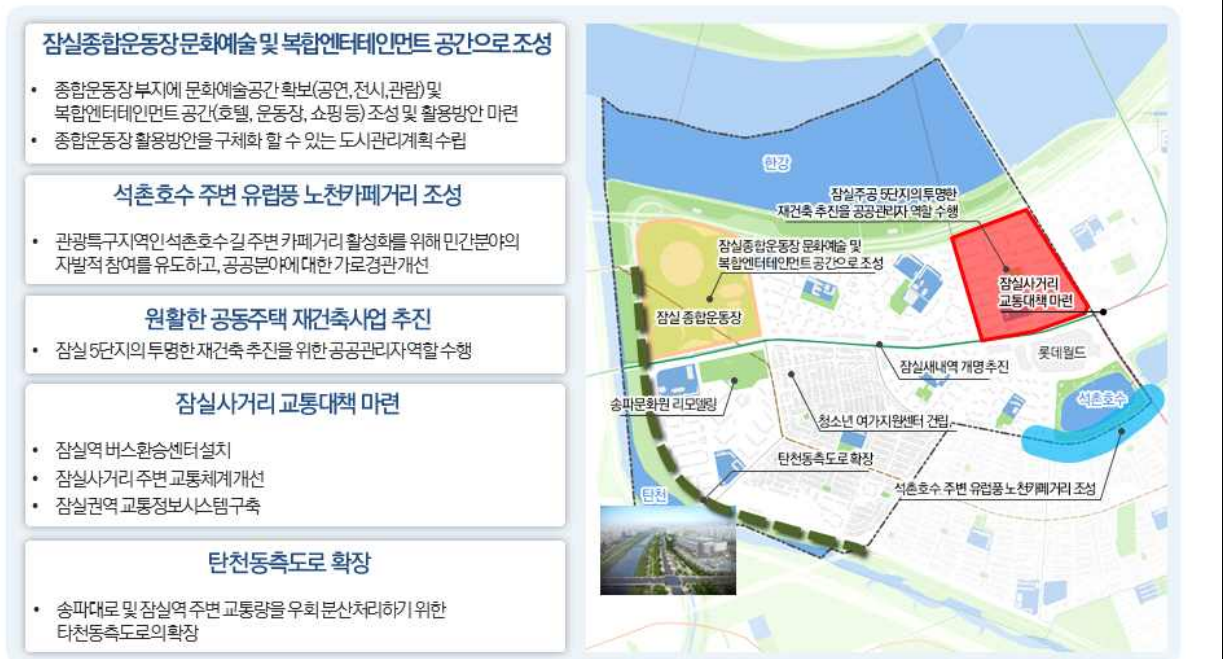 잠실종합운동장 문화예술 및 복합엔터테인먼트 공간으로 조성
• 종합운동장 부지에 문화예술공간 확보(공연, 전시, 관람) 및
복합엔터테인먼트 공간(호텔, 운동장, 쇼핑 등) 조성 및 활용방안 마련
• 종합운동장 활용방안을 구체화 할 수 있는 도시관리계획 수립
석촌호수 주변 유럽풍 노천카페거리 조성
• 관광특구지역인 석촌호수길 주변 카페거리 활성화를 위해 민간분야의
자발적 참여를 유도하고, 공공분야에 대한 가로경관 개선
원활한 공동주택 재건축사업 추진
• 잠실 5단지의 투명한 재건축 추진을 위한 공공관리자 역할 수행
잠실사거리 교통대책 마련
• 잠실역 버스환승센터 설치
• 잠실사거리 주변 교통체계 개선
• 잠실권역 교통정보시스템 구축
탄천동측도로 확장
• 송파대로 및 잠실역 주변 교통량을 우회 분산처리하기 위한
탄천동측도로의 확장
한강
잠실주공 5단지의 투명한
재건축 추진을 공공관리자 역할 수행
잠실종합운동장 문화예술 및
복합엔터테인먼트 공간으로 조성
잠실사거리
교통대책 마련
잠실 종합운동장
롯데월드
잠실새내역 개명 추진
석촌호수
송파문화원 리모델링
청소년 여가지원센터 건립
탄천동측도로 확장
석촌호수 주변 유럽풍 노천카페거리 조성
탄천